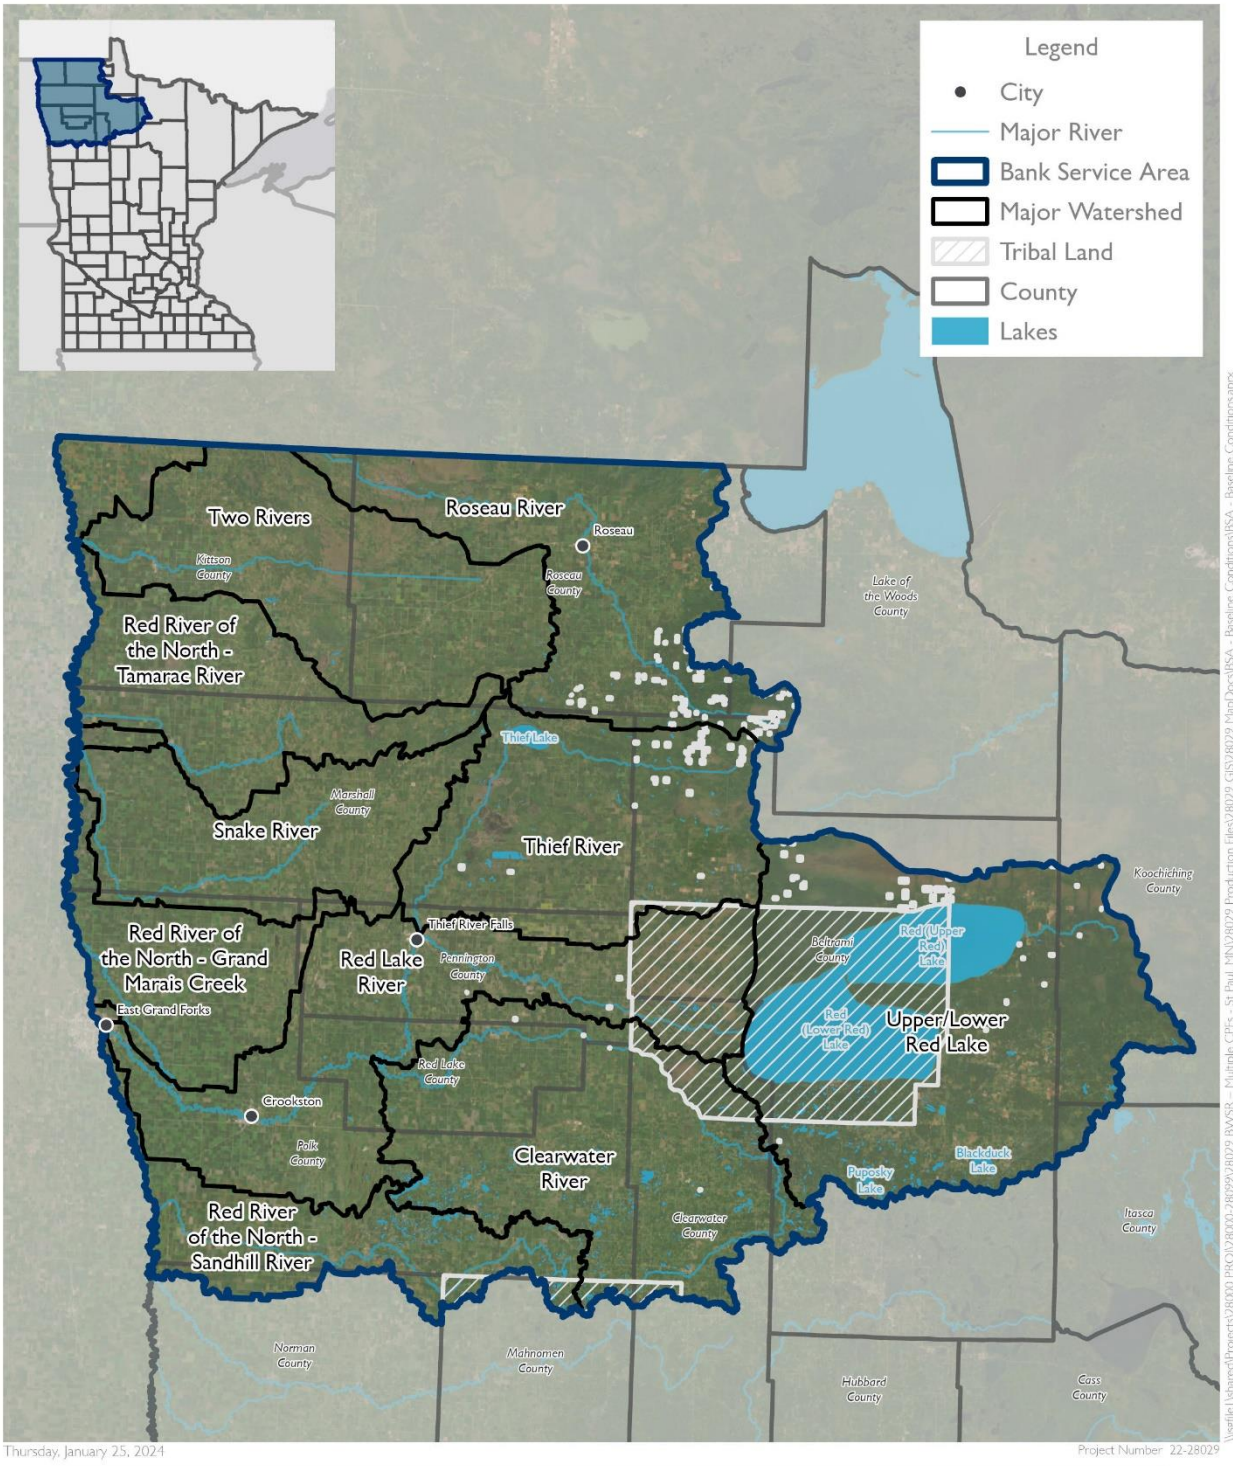 Legend
City
Major River
Bank Service Area
Major Watershed
Tribal Land
County
Lakes
Two Rivers
Roseau River
Roseau
Kittson
County
Roseau
County
Lake of
the Woods
County
Red River of
the North -
Tamarac River
Thief Lake
Marshall
County
Snake River
Thief River
Koochiching
County
Red River of
the North - Grand
Marais Creek
Thief River Falls
Red Lake
River
Pennington
County
Beltrami
County
Red (Upper
Red)
Lake
East Grand Forks
Red
(Lower Red)
Lake
Upper/Lower
Red Lake
Red Lake
County
Crookston
Polk
County
Clearwater
River
Blackduck
Lake
Puposky
Lake
Red River
of the North -
Sandhill River
Clearwater
County
Itasca
County
Norman
County
Mahnomen
County
Hubbard
County
Cass
County
Thursday, January 25, 2024
Project Number 22-28029